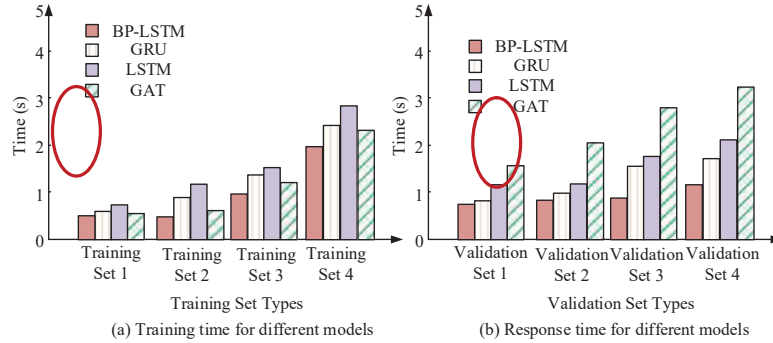 5
4
3
2
1
0
Time (s)
BP-LSTM
GRU
LSTM
GAT
Training Set 1
Training Set 2
Training Set 3
Training Set 4
Training Set Types
(a) Training time for different models
5
4
3
2
1
0
Time (s)
BP-LSTM
GRU
LSTM
GAT
Validation Set 1
Validation Set 2
Validation Set 3
Validation Set 4
Validation Set Types
(b) Response time for different models